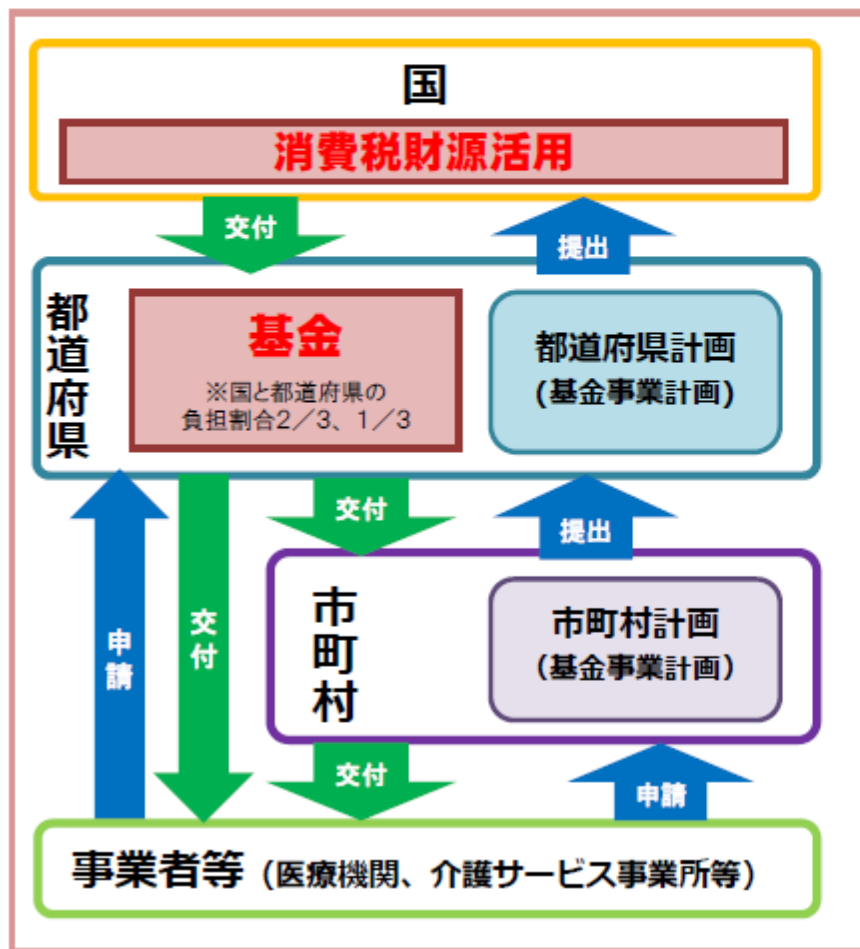 国
消費税財源活用
交付
提出
都道府県
基金
※国と都道府県の
負担割合2/3、1/3
都道府県計画
(基金事業計画)
交付
提出
申請
交付
市町村
市町村計画
(基金事業計画)
交付
申請
事業者等 (医療機関、介護サービス事業所等)